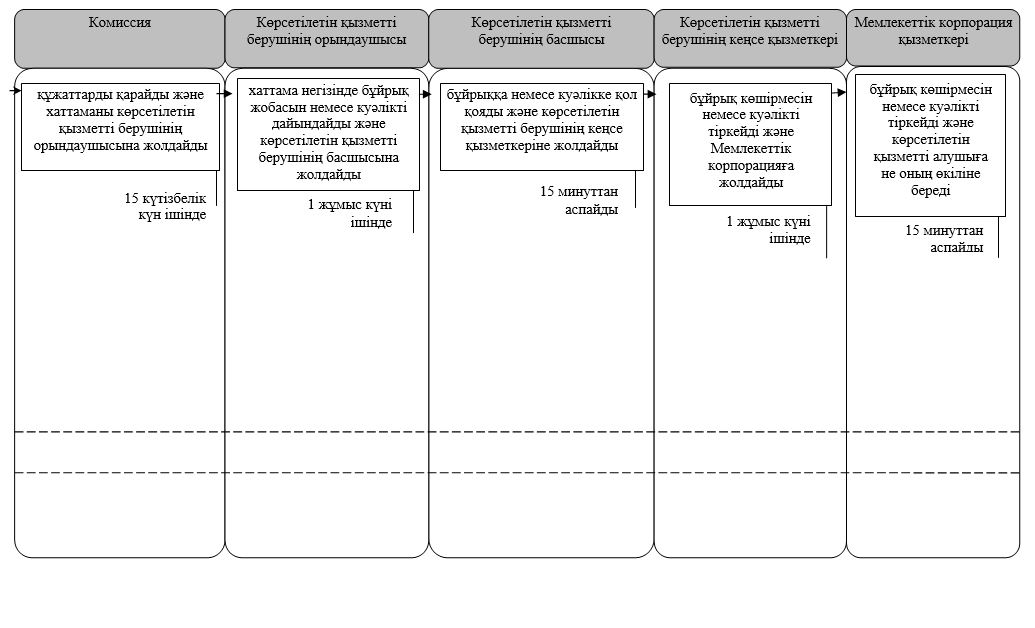 Комиссия
құжаттарды қарайды және
хаттаманы көрсетілетін
қызметті берушінің
орындаушысына жолдайды
15 күтізбелік
күн ішінде
Көрсетілетін қызметті
берушінің орындаушысы
хаттама негізінде бұйрық
жобасын немесе куәлікті
дайындайды және
көрсетілетін қызметті
берушінің басшысына
жолдайды
1 жұмыс күні
ішінде
Көрсетілетін қызметті
берушінің басшысы
бұйрыққа немесе куәлікке қол
қояды және көрсетілетін
қызметті берушінің кеңсе
қызметкеріне жолдайды
15 минуттан
аспайды
Көрсетілетін қызметті
берушінің кеңсе қызметкері
бұйрық көшірмесін
немесе куәлікті
тіркейді және
Мемлекеттік
корпорацияға
жолдайды
1 жұмыс күні
ішінде
Мемлекеттік корпорация
қызметкері
бұйрық көшірмесін
немесе куәлікті
тіркейді және
көрсетілетін
қызметті алушыға
не оның өкіліне
береді
15 минуттан
аспайды